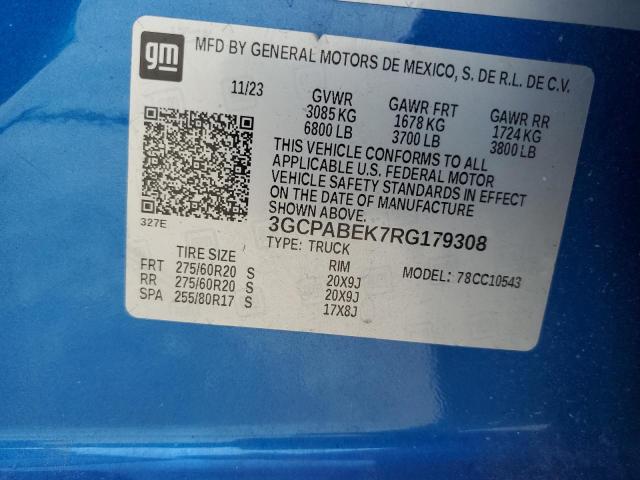 gm
MFD BY GENERAL MOTORS DE MEXICO, S. DE R.L. DE C.V.
11/23 GVWR GAWR FRT GAWR RR
3085 KG 1678 KG 1724 KG
6800 LB 3700 LB 3800 LB
THIS VEHICLE CONFORMS TO ALL
APPLICABLE U.S. FEDERAL MOTOR
VEHICLE SAFETY STANDARDS IN EFFECT
ON THE DATE OF MANUFACTURE
SHOWN ABOVE.
327E
3GCPABEK7RG179308
TYPE: TRUCK
TIRE SIZE RIM MODEL: 78CC10543
FRT 275/60R20 S 20X9J
RR 275/60R20 S 20X9J
SPA 255/80R17 S 17X8J